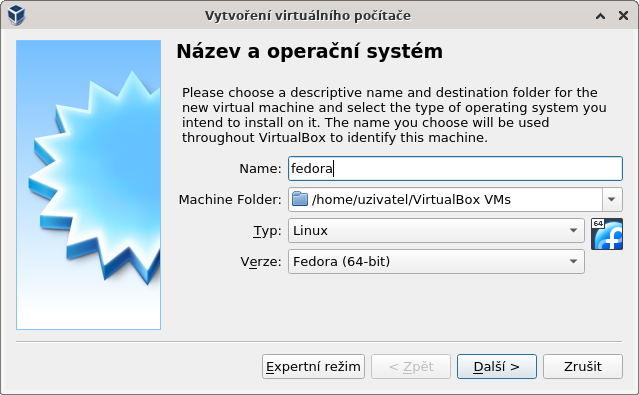 Vytvoření virtuálního počítače
Název a operační systém
Please choose a descriptive name and destination folder for the
new virtual machine and select the type of operating system you
intend to install on it. The name you choose will be used
throughout VirtualBox to identify this machine.
Name: fedora
Machine Folder: /home/uzivatel/VirtualBox VMs
Typ: Linux
64
Verze: Fedora (64-bit)
Expertní režim < Zpět Další > Zrušit